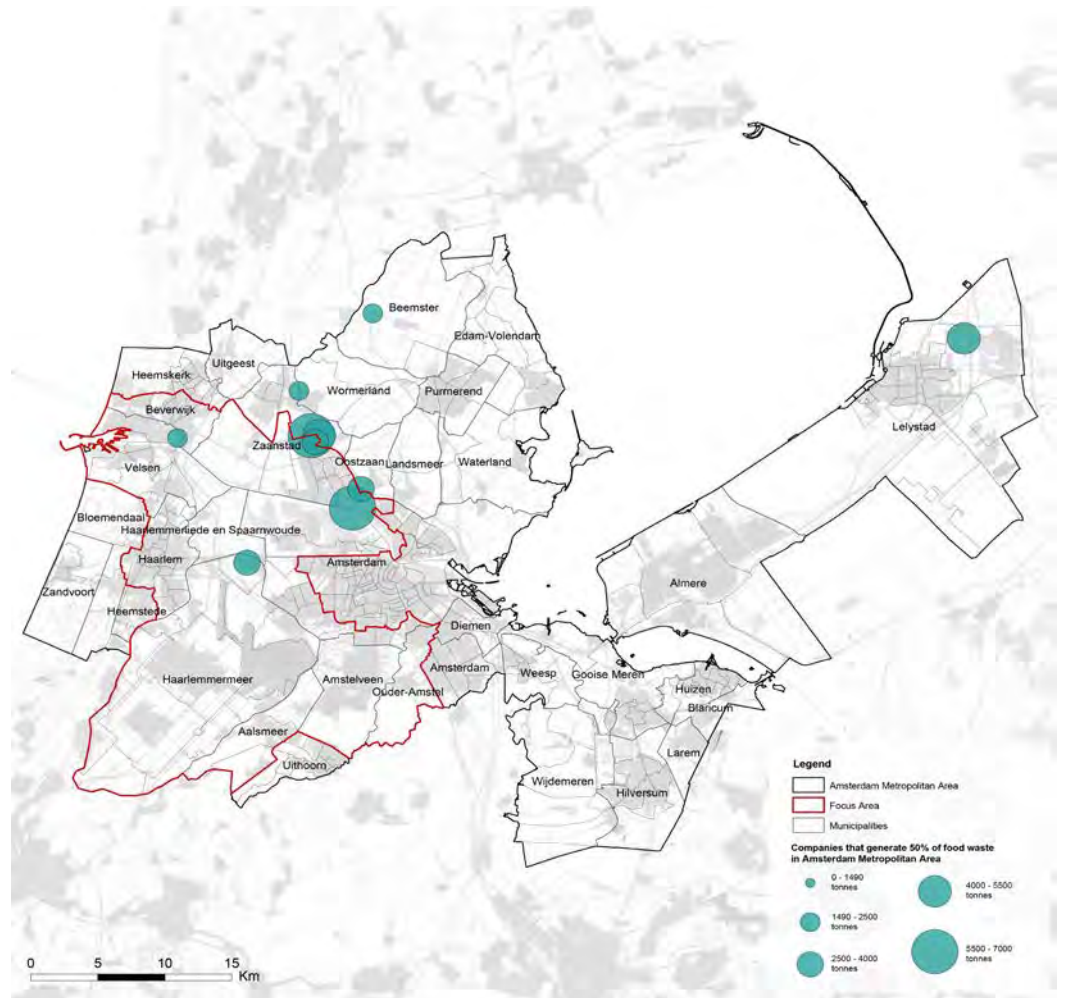 Beemster
Edam-Volendam
Uitgeest
Heemskerk
Wormerland
Purmerend
Beverwijk
Lelystad
Zaanstad
Oostzaan
Landsmeer
Waterland
Velsen
Bloemendaal
Haarlemmerliede en Spaarnwoude
Haarlem
Amsterdam
Almere
Zandvoort
Heemstede
Diemen
Amsterdam
Weesp
Gooise Meren
Haarlemmermeer
Amstelveen
Ouder-Amstel
Huizen
Blaricum
Aalsmeer
Larem
Uithoorn
Wijdemeren
Hilversum
Legend
Amsterdam Metropolitan Area
Focus Area
Municipalities
Companies that generate 50% of food waste
in Amsterdam Metropolitan Area
0 - 1490
tonnes
1490 - 2500
tonnes
2500 - 4000
tonnes
4000 - 5500
tonnes
5500 - 7000
tonnes
0 5 10 15
Km